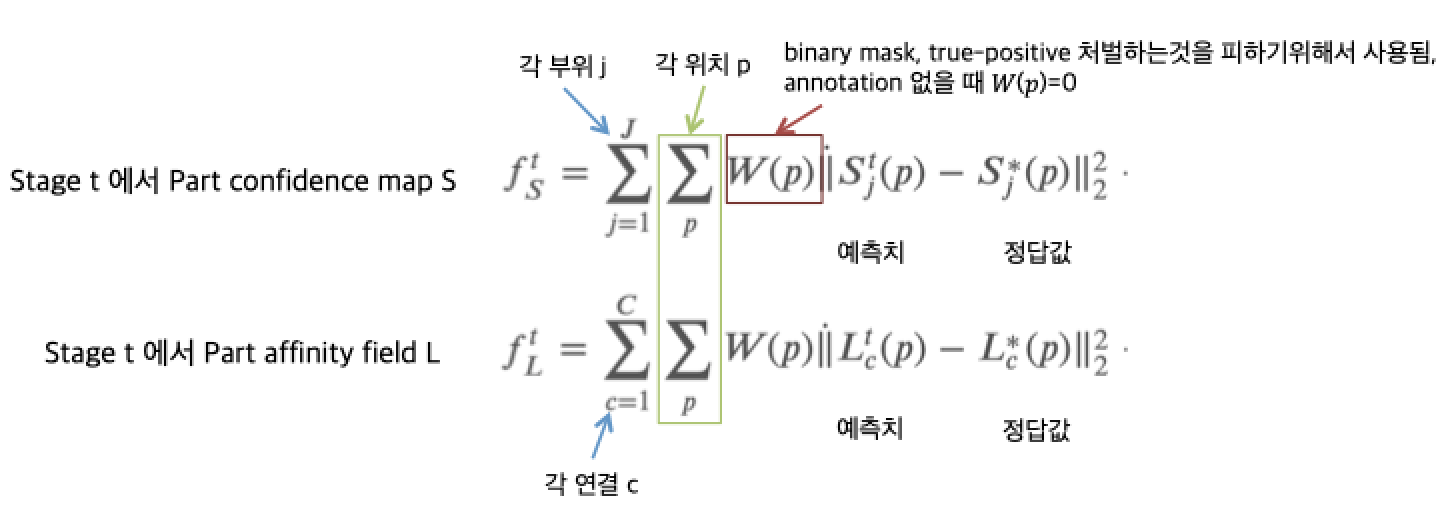 각 부위 j
각 위치 p
binary mask, true-positive 처벌하는것을 피하기위해서 사용됨,
annotation 없을 때 W(p)=0
Stage t 에서 Part confidence map S
f_S^t = \sum_{j=1}^{J} \sum_{p} W(p) \|S_j^t(p) − S_j^*(p)\|_2^2 .
예측치
정답값
Stage t 에서 Part affinity field L
f_L^t = \sum_{c=1}^{C} \sum_{p} W(p) \|L_c^t(p) − L_c^*(p)\|_2^2 .
예측치
정답값
각 연결 c